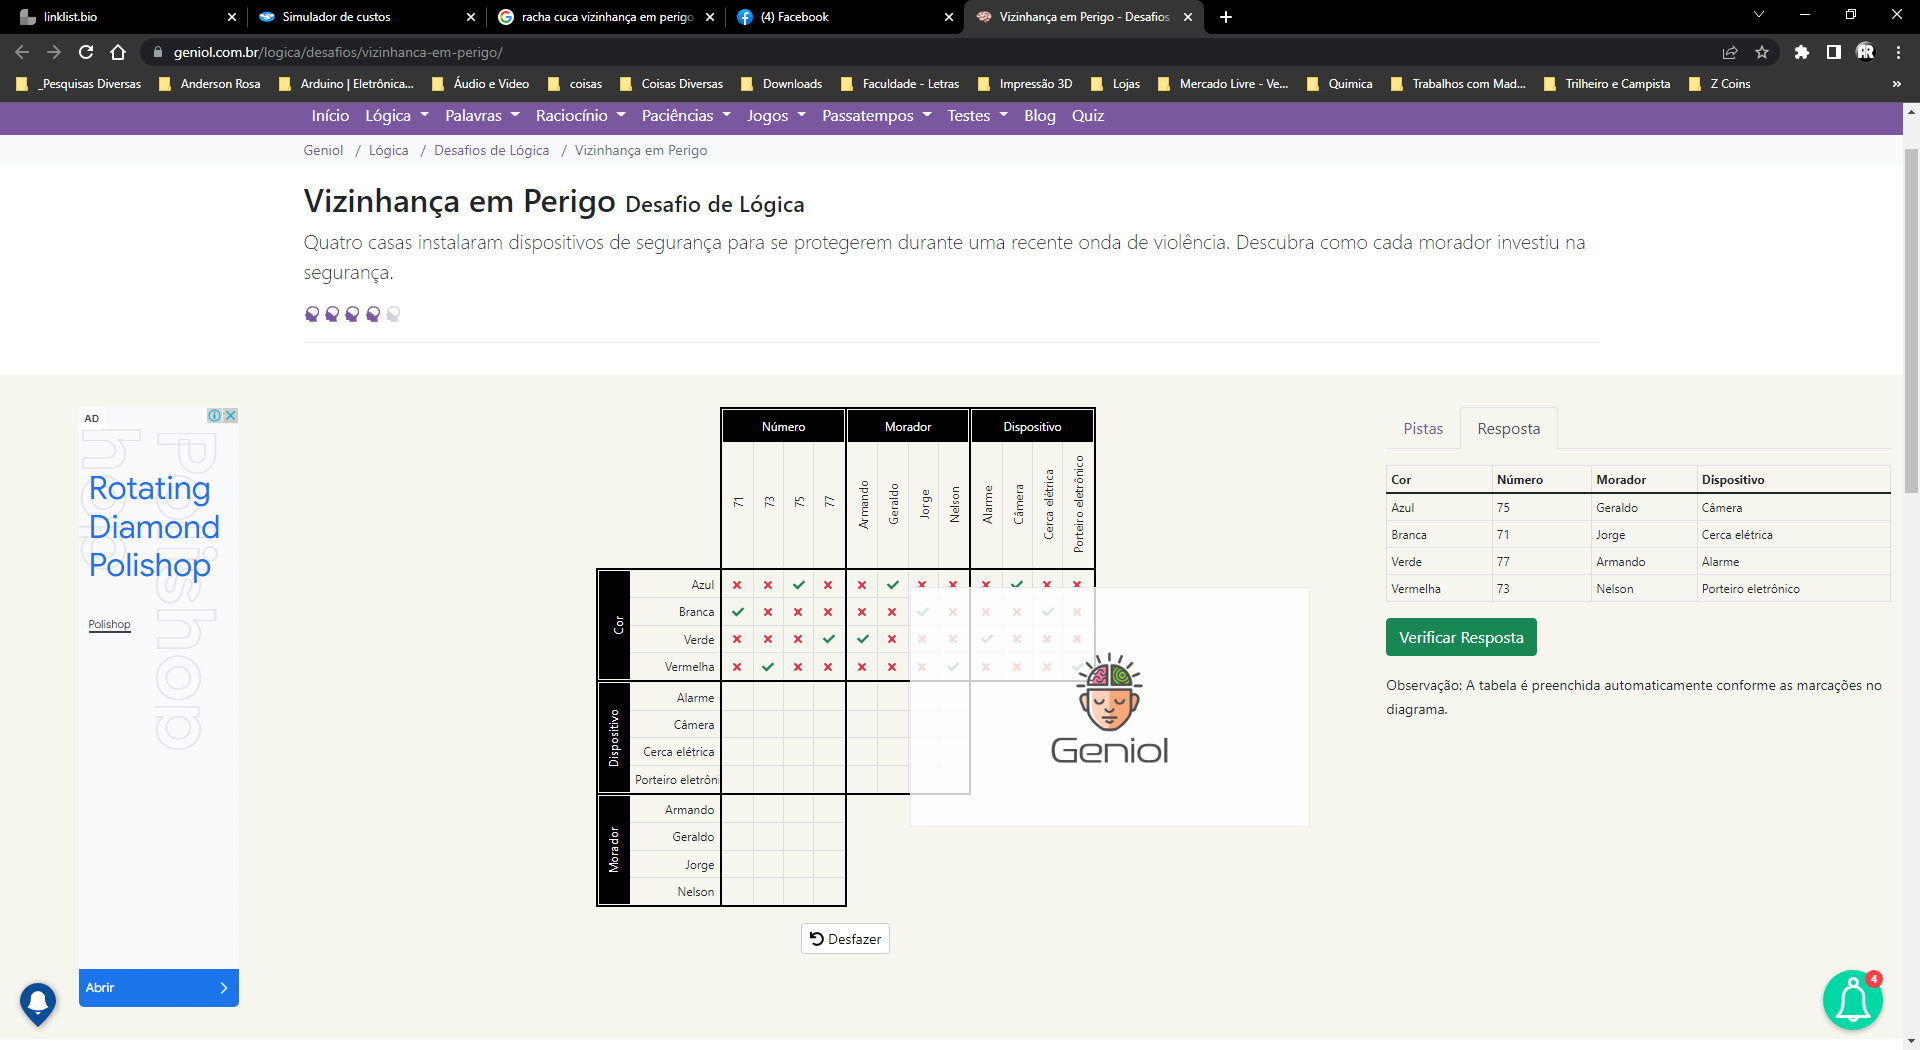 linklist.bio
Simulador de custos
racha cuca vizinhança em perigo
(4) Facebook
Vizinhança em Perigo - Desafios
geniol.com.br/logica/desafios/vizinhanca-em-perigo/
_Pesquisas Diversas
Anderson Rosa
Arduino | Eletrônica...
Áudio e Video
coisas
Coisas Diversas
Downloads
Faculdade - Letras
Impressão 3D
Lojas
Mercado Livre - Ve...
Quimica
Trabalhos com Mad...
Trilheiro e Campista
Z Coins
»
Início Lógica Palavras Raciocínio Paciências Jogos Passatempos Testes Blog Quiz
Geniol / Lógica / Desafios de Lógica / Vizinhança em Perigo
Vizinhança em Perigo Desafio de Lógica
Quatro casas instalaram dispositivos de segurança para se protegerem durante uma recente onda de violência. Descubra como cada morador investiu na
segurança.
AD
Polishop
Rotating
Diamond
Polishop
Polishop
Abrir
Número Morador Dispositivo
71 73 75 77 Armando Geraldo Jorge Nelson Alarme Câmera Cerca elétrica Porteiro eletrônico
Cor
Azul
Branca
Verde
Vermelha
Dispositivo
Alarme
Câmera
Cerca elétrica
Porteiro eletrôni
Morador
Armando
Geraldo
Jorge
Nelson
Geniol
Desfazer
Pistas Resposta
Cor Número Morador Dispositivo
Azul 75 Geraldo Câmera
Branca 71 Jorge Cerca elétrica
Verde 77 Armando Alarme
Vermelha 73 Nelson Porteiro eletrônico
Verificar Resposta
Observação: A tabela é preenchida automaticamente conforme as marcações no
diagrama.
4